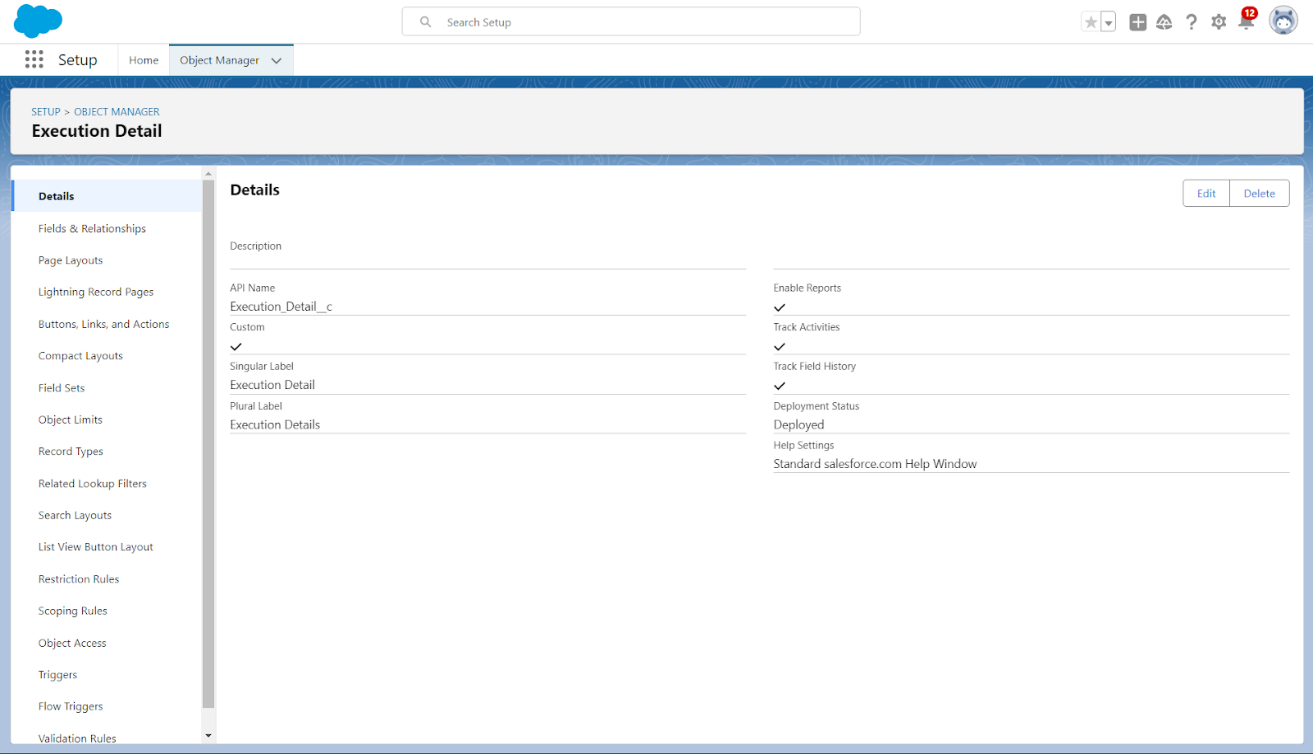 Search Setup
12
Setup
Home
Object Manager
SETUP > OBJECT MANAGER
Execution Detail
Details
Fields & Relationships
Page Layouts
Lightning Record Pages
Buttons, Links, and Actions
Compact Layouts
Field Sets
Object Limits
Record Types
Related Lookup Filters
Search Layouts
List View Button Layout
Restriction Rules
Scoping Rules
Object Access
Triggers
Flow Triggers
Validation Rules
Details
Edit
Delete
Description
API Name
Execution_Detail__c
Custom
Singular Label
Execution Detail
Plural Label
Execution Details
Enable Reports
Track Activities
Track Field History
Deployment Status
Deployed
Help Settings
Standard salesforce.com Help Window